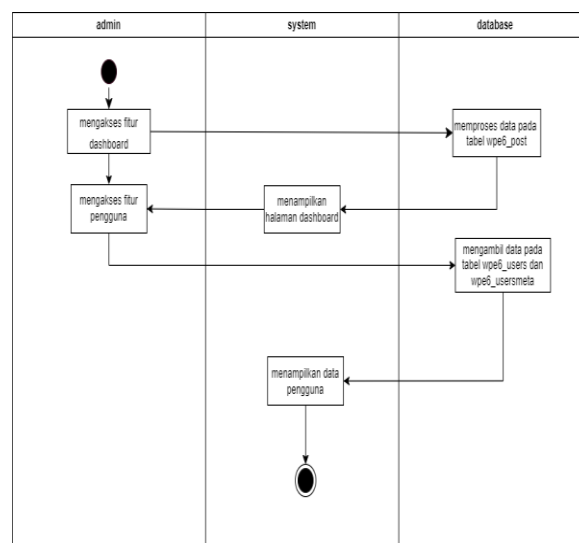 admin
system
database
mengakses fitur
dashboard
memproses data pada
tabel wpe6_post
mengakses fitur
pengguna
menampilkan
halaman dashboard
mengambil data pada
tabel wpe6_users dan
wpe6_usersmeta
menampilkan data
pengguna